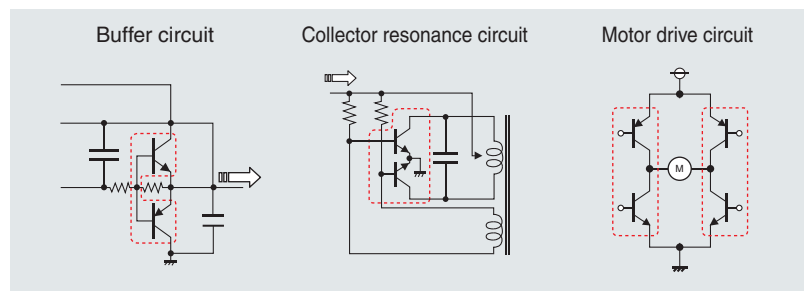 Buffer circuit
Collector resonance circuit
Motor drive circuit
M